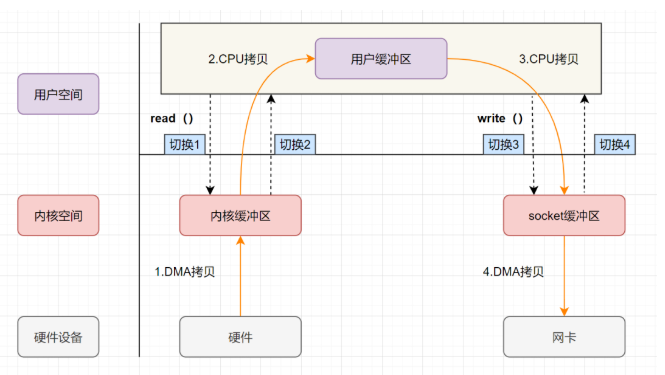 2.CPU拷贝
用户缓冲区
3.CPU拷贝
用户空间
read（）
write（）
切换1
切换2
切换3
切换4
内核空间
内核缓冲区
socket缓冲区
1.DMA拷贝
4.DMA拷贝
硬件设备
硬件
网卡